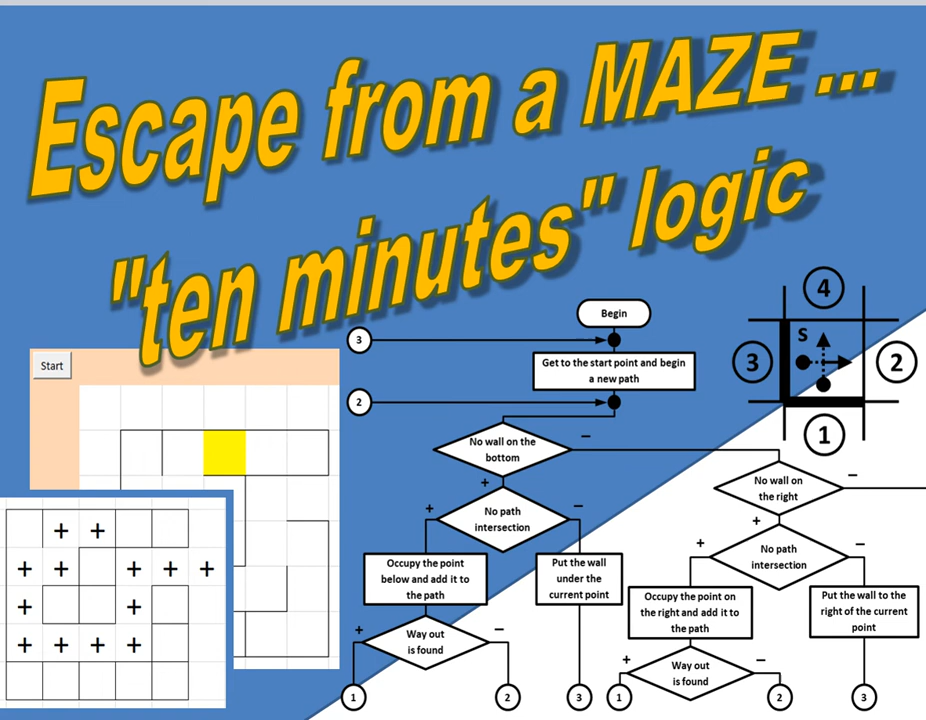 Escape from a MAZE ...
"ten minutes" logic
4
S
3
2
1
Begin
3
Get to the start point and begin
a new path
2
Start
No wall on the
bottom
−
+
No wall on
the right
−
+
No path
intersection
+
−
No path
intersection
+
−
Occupy the point
below and add it to
the path
Put the wall
under the
current point
Occupy the point on
the right and add it to
the path
Put the wall to the
right of the current
point
Way out
is found
+
−
Way out
is found
+
−
1
2
3
1
2
3
+ +
+ + + + +
+ +
+ + + +